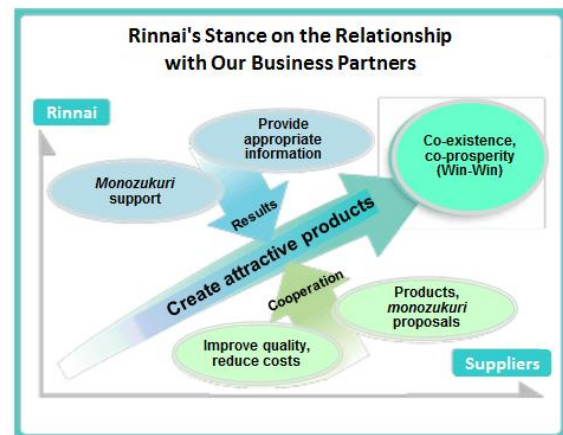 Rinnai's Stance on the Relationship
with Our Business Partners
Rinnai
Provide
appropriate
information
Co-existence,
co-prosperity
(Win-Win)
Monozukuri
support
Results
Create attractive products
Cooperation
Products,
monozukuri
proposals
Improve quality,
reduce costs
Suppliers